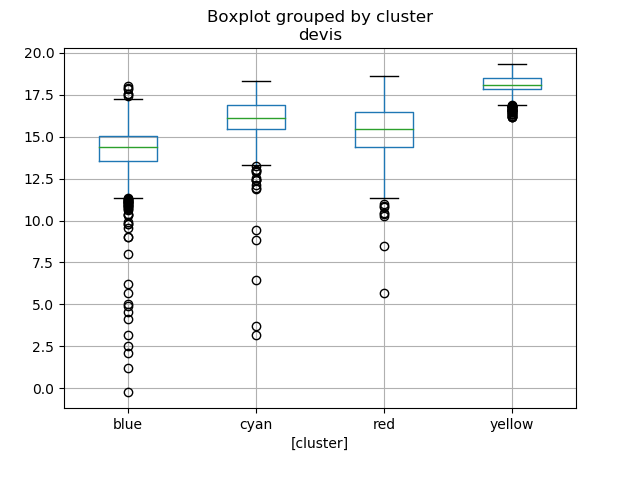 Boxplot grouped by cluster
devis
20.0
17.5
15.0
12.5
10.0
7.5
5.0
2.5
0.0
blue cyan red yellow
[cluster]